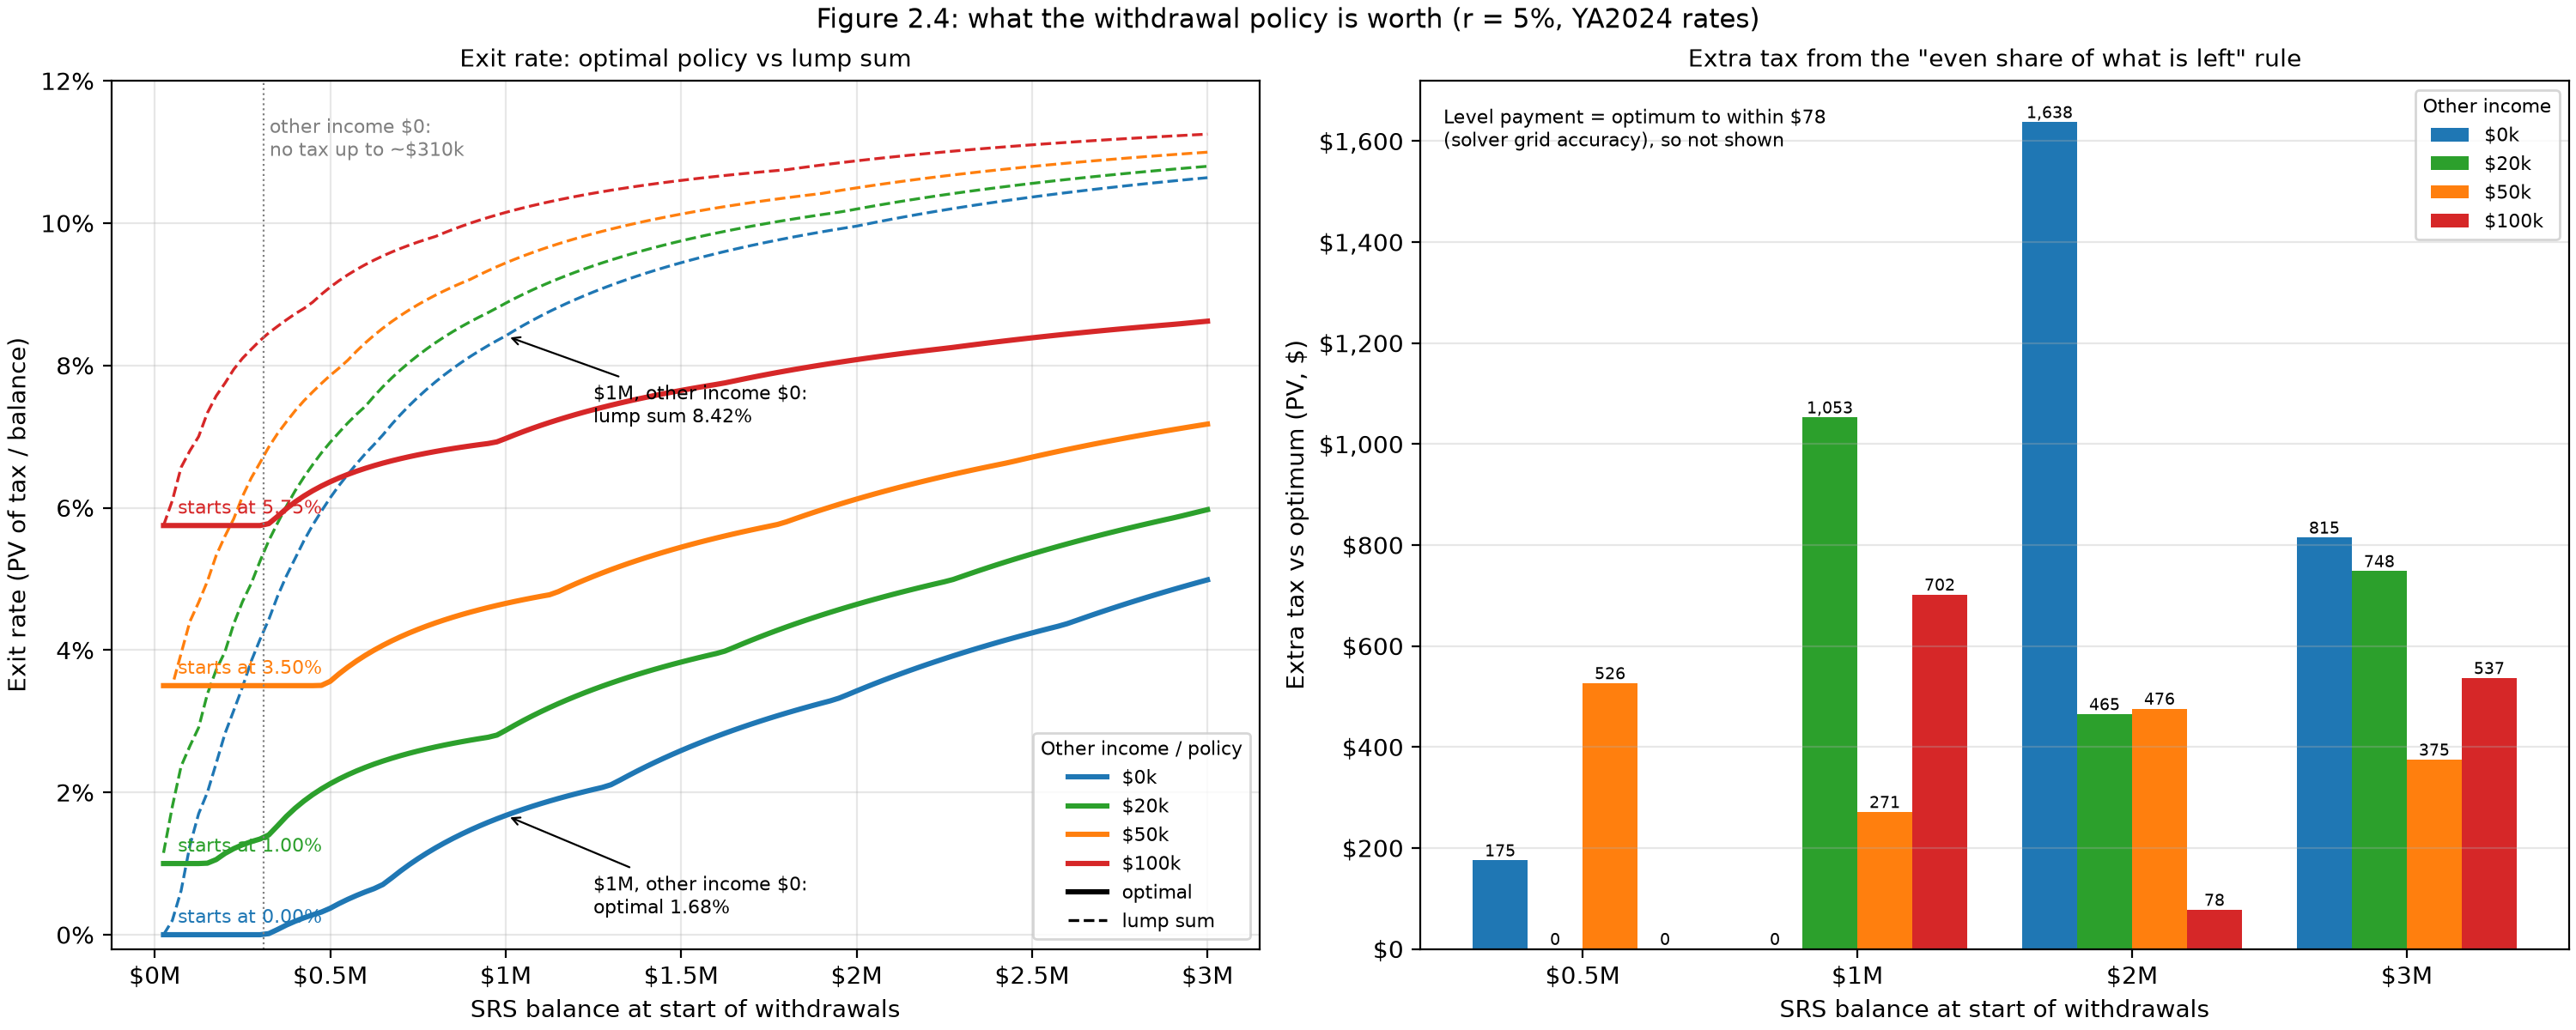 Figure 2.4: what the withdrawal policy is worth (r = 5%, YA2024 rates)
Exit rate: optimal policy vs lump sum
Exit rate (PV of tax / balance)
12%
10%
8%
6%
4%
2%
0%
other income $0:
no tax up to ~$310k
$1M, other income $0:
lump sum 8.42%
starts at 5.75%
starts at 3.50%
starts at 1.00%
starts at 0.00%
$1M, other income $0:
optimal 1.68%
Other income / policy
$0k
$20k
$50k
$100k
optimal
lump sum
$0M
$0.5M
$1M
$1.5M
$2M
$2.5M
$3M
SRS balance at start of withdrawals
Extra tax from the "even share of what is left" rule
Extra tax vs optimum (PV, $)
$1,600
$1,400
$1,200
$1,000
$800
$600
$400
$200
$0
Level payment = optimum to within $78
(solver grid accuracy), so not shown
Other income
$0k
$20k
$50k
$100k
175
0
526
0
0
1,053
271
702
1,638
465
476
78
815
748
375
537
$0.5M
$1M
$2M
$3M
SRS balance at start of withdrawals